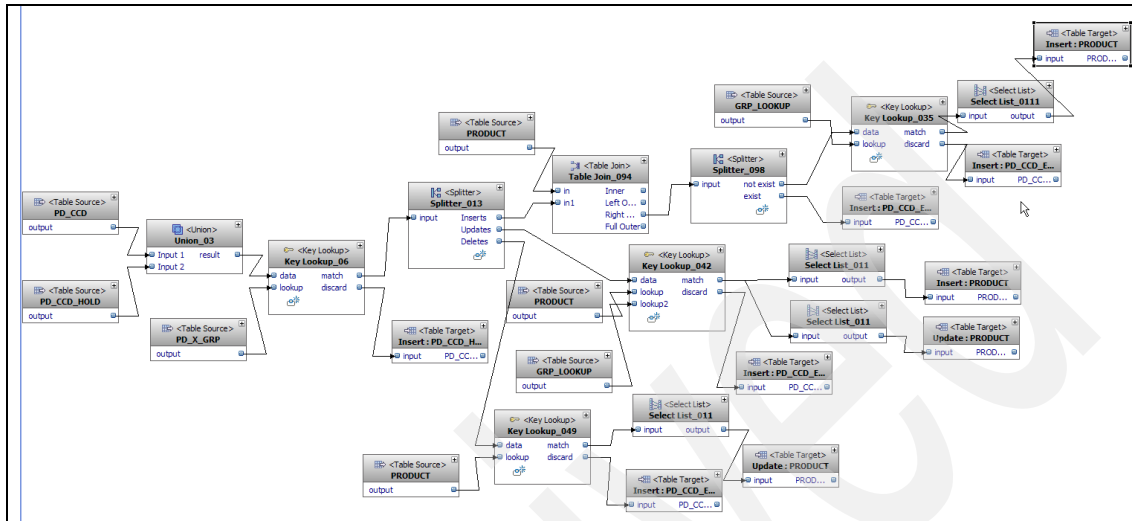 <Table Target>
Insert : PRODUCT
input PROD...
<Table Source>
GRP_LOOKUP
output
<Select List>
Select List_0111
input output
<Key Lookup>
Key Lookup_035
data match
lookup discard
<Table Source>
PRODUCT
output
<Table Join>
Table Join_094
in Inner
in1 Left O...
Right ...
Full Outer
<Splitter>
Splitter_098
input not exist
exist
<Table Target>
Insert : PD_CCD_E...
input PD_CC...
<Table Target>
Insert : PD_CCD_E...
input PD_CC...
<Table Source>
PD_CCD
output
<Splitter>
Splitter_013
input Inserts
Updates
Deletes
<Union>
Union_03
Input 1 result
Input 2
<Key Lookup>
Key Lookup_06
data match
lookup discard
<Key Lookup>
Key Lookup_042
data match
lookup discard
lookup2
<Select List>
Select List_011
input output
<Table Target>
Insert : PRODUCT
input PROD...
<Table Source>
PD_CCD_HOLD
output
<Table Source>
PRODUCT
output
<Select List>
Select List_011
input output
<Table Target>
Update : PRODUCT
input PROD...
<Table Source>
PD_X_GRP
output
<Table Target>
Insert : PD_CCD_H...
input PD_CC...
<Table Source>
GRP_LOOKUP
output
<Table Target>
Insert : PD_CCD_E...
input PD_CC...
<Key Lookup>
Key Lookup_049
data match
lookup discard
<Select List>
Select List_011
input output
<Table Source>
PRODUCT
output
<Table Target>
Insert : PD_CCD_E...
input PD_CC...
<Table Target>
Update : PRODUCT
input PROD...